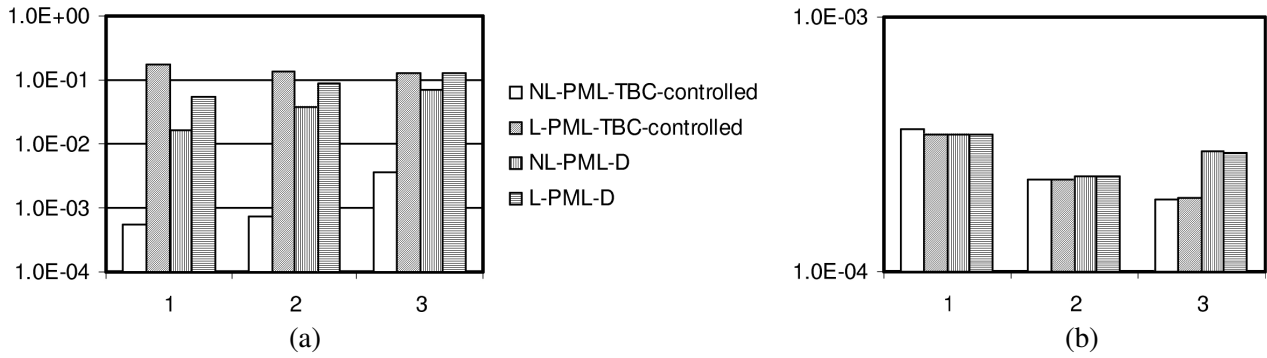 1.0E+00
1.0E-01
1.0E-02
1.0E-03
1.0E-04
1 2 3
(a)
NL-PML-TBC-controlled
L-PML-TBC-controlled
NL-PML-D
L-PML-D
1.0E-03
1.0E-04
1 2 3
(b)